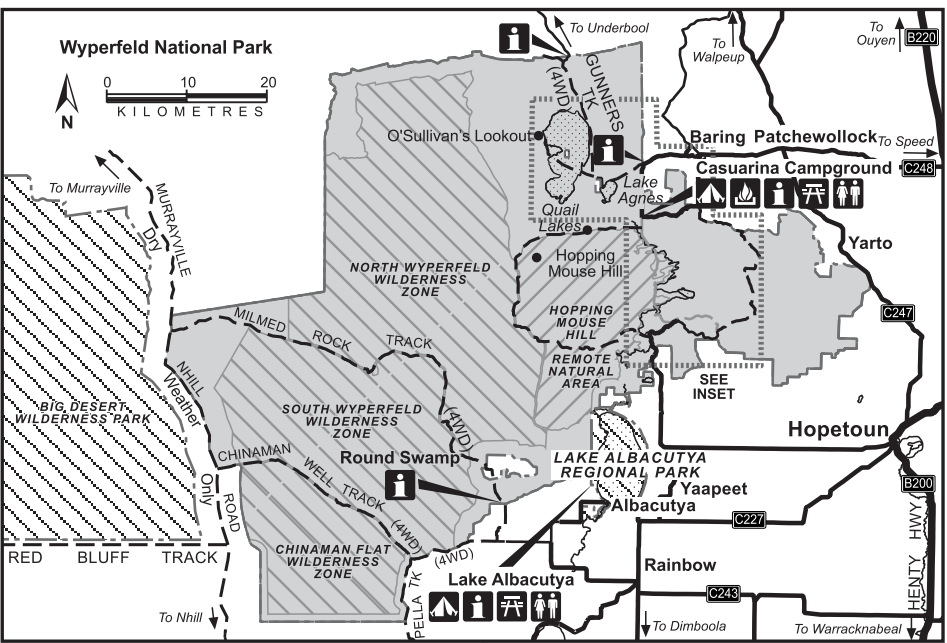 Wyperfeld National Park
0 10 20
KILOMETRES
N
To Underbool
To
Walpeup
To
Ouyen
B220
GUNNERS
TK
(4WD)
O'Sullivan's Lookout
Baring Patchewollock
To Speed
C248
Casuarina Campground
Lake
Agnes
Quail
Lakes
Yarto
Hopping
Mouse Hill
To Murrayville
MURRAYVILLE
Dry
NORTH WYPERFELD
WILDERNESS
ZONE
HOPPING
MOUSE
HILL
REMOTE
NATURAL
AREA
C247
MILMED
ROCK
TRACK
SEE
INSET
NHILL
Weather
BIG DESERT
WILDERNESS PARK
SOUTH WYPERFELD
WILDERNESS
ZONE
(4WD)
Hopetoun
CHINAMAN
WELL TRACK
(4WD)
Round Swamp
LAKE ALBACUTYA
REGIONAL PARK
Yaapeet
Albacutya
B200
Only
ROAD
C227
HENTY HWY
RED BLUFF TRACK
CHINAMAN FLAT
WILDERNESS
ZONE
(4WD)
Rainbow
Lake Albacutya
PELLA TK
C243
To Nhill
To Dimboola
To Warracknabeal